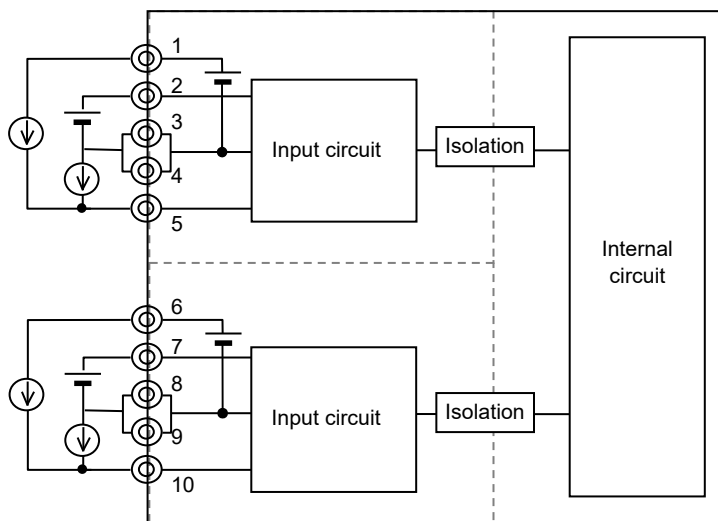 1
2
3
4
5
Input circuit
Isolation
Internal
circuit
6
7
8
9
10
Input circuit
Isolation